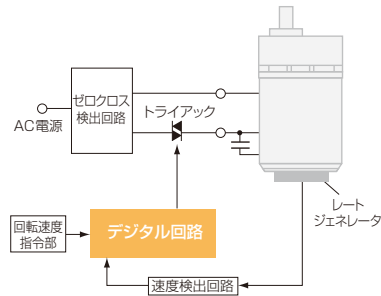 ゼロクロス
検出回路
トライアック
AC電源
レート
ジェネレータ
回転速度
指令部
デジタル回路
速度検出回路